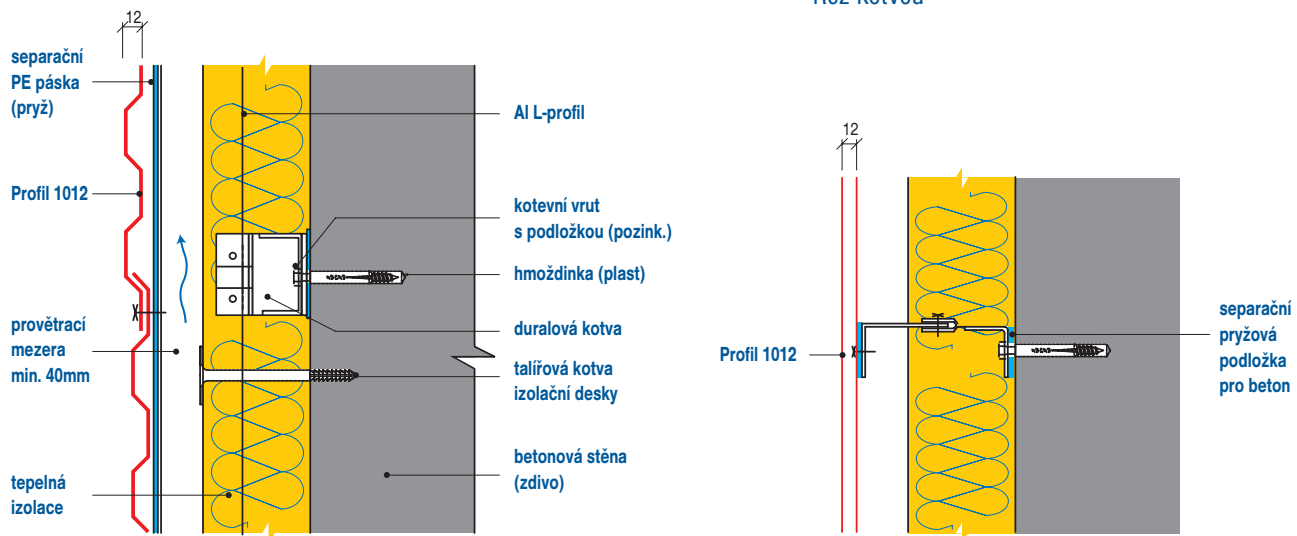 Řez kotvou
12
separační
PE páska
(pryž)
Profil 1012
provětrací
mezera
min. 40mm
tepelná
izolace
Al L-profil
kotevní vrut
s podložkou (pozink.)
hmoždinka (plast)
duralová kotva
talířová kotva
izolační desky
betonová stěna
(zdivo)
12
Profil 1012
separační
pryžová
podložka
pro beton